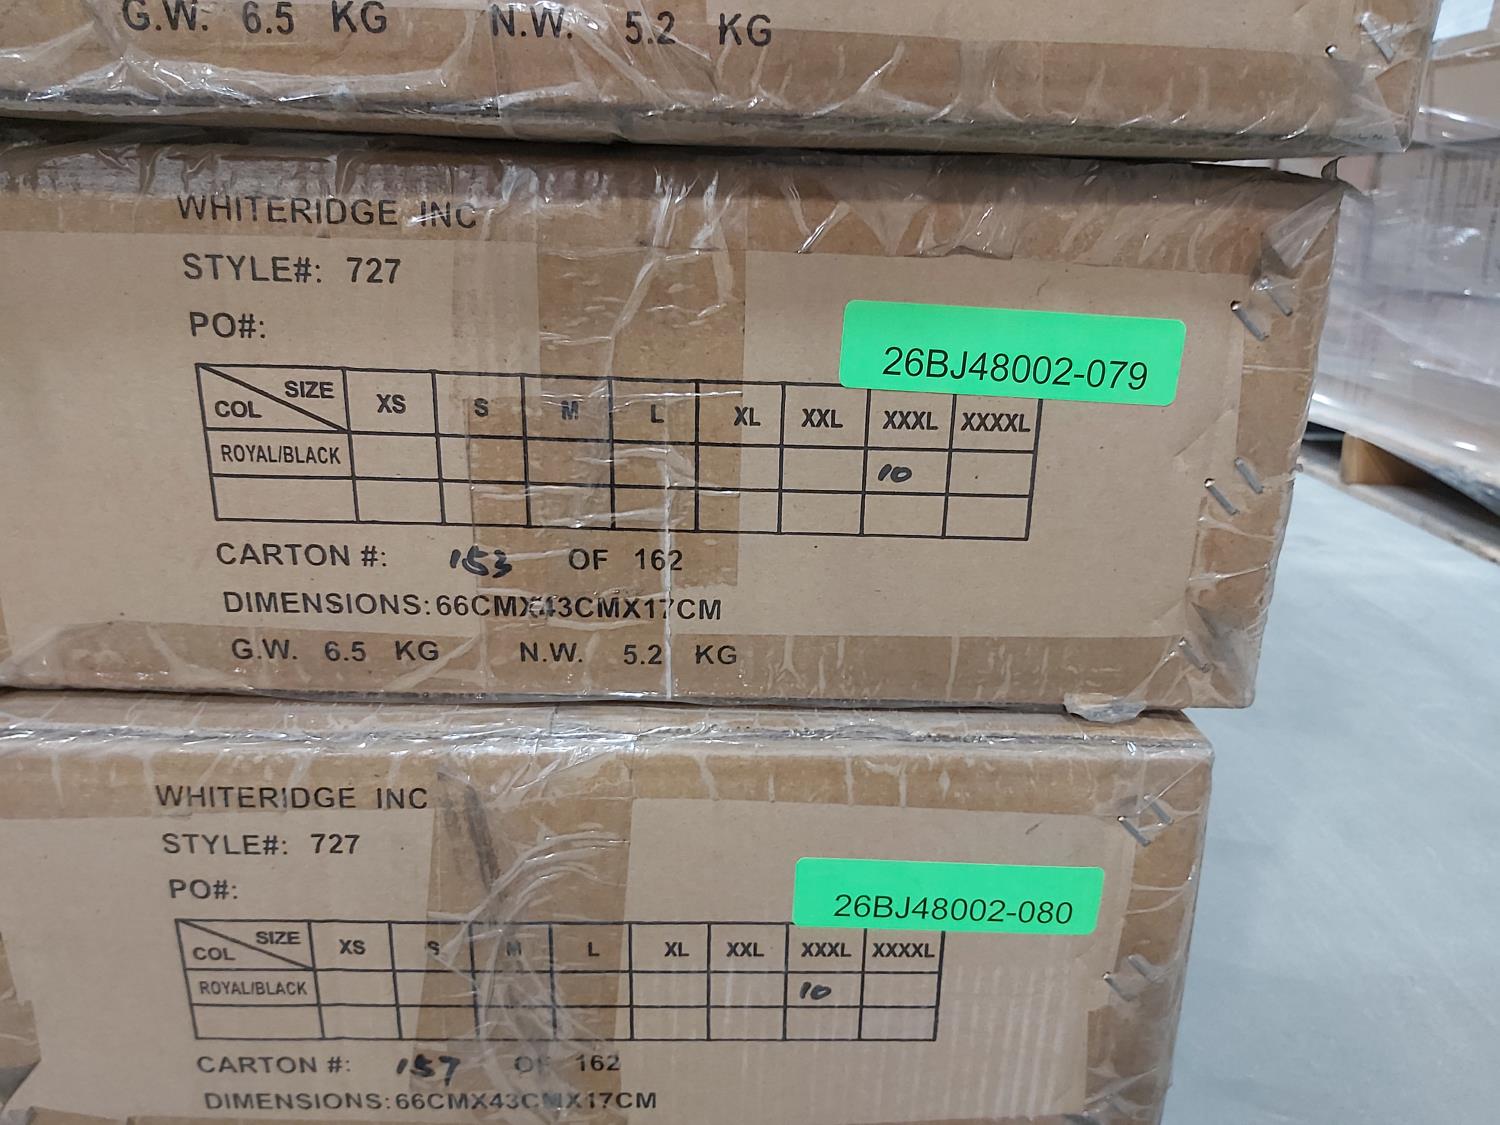 G.W. 6.5 KG N.W. 5.2 KG
WHITERIDGE INC
STYLE#: 727
PO#:
26BJ48002-079
SIZE
COL XS S M L XL XXL XXXL XXXXL
ROYAL/BLACK 10
CARTON #: 153 OF 162
DIMENSIONS:66CMX43CMX17CM
G.W. 6.5 KG N.W. 5.2 KG
WHITERIDGE INC
STYLE#: 727
PO#:
26BJ48002-080
SIZE
COL XS S M L XL XXL XXXL XXXXL
ROYAL/BLACK 10
CARTON #: 157 OF 162
DIMENSIONS:66CMX43CMX17CM